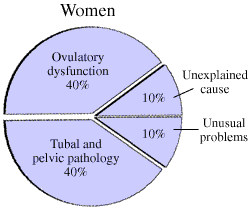 Women
Ovulatory
dysfunction
40%
Unexplained
cause
10%
Unusual
problems
10%
Tubal and
pelvic pathology
40%